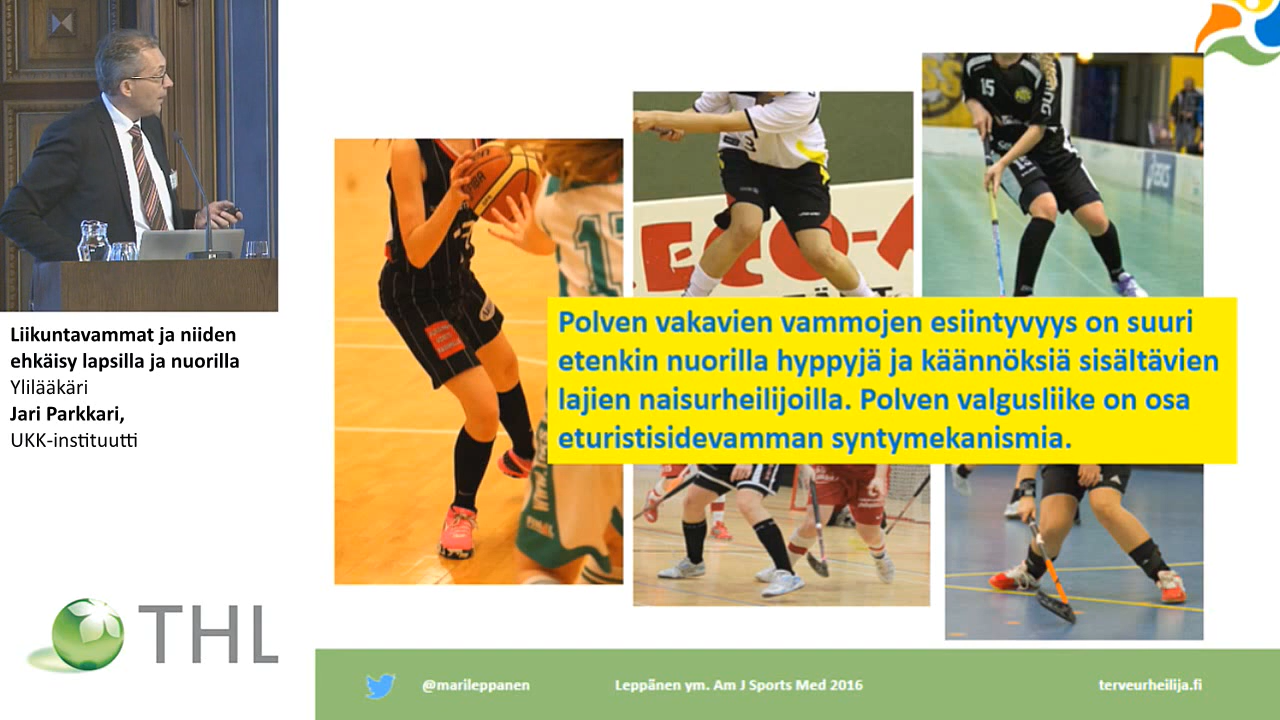 Liikuntavammat ja niiden
ehkäisy lapsilla ja nuorilla
Ylilääkäri
Jari Parkkari,
UKK-instituutti
THL
15
Polven vakavien vammojen esiintyvyys on suuri
etenkin nuorilla hyppyjä ja käännöksiä sisältävien
lajien naisurheilijoilla. Polven valgusliike on osa
eturistisidevamman syntymekanismia.
@marileppanen
Leppänen ym. Am J Sports Med 2016
terveurheilija.fi